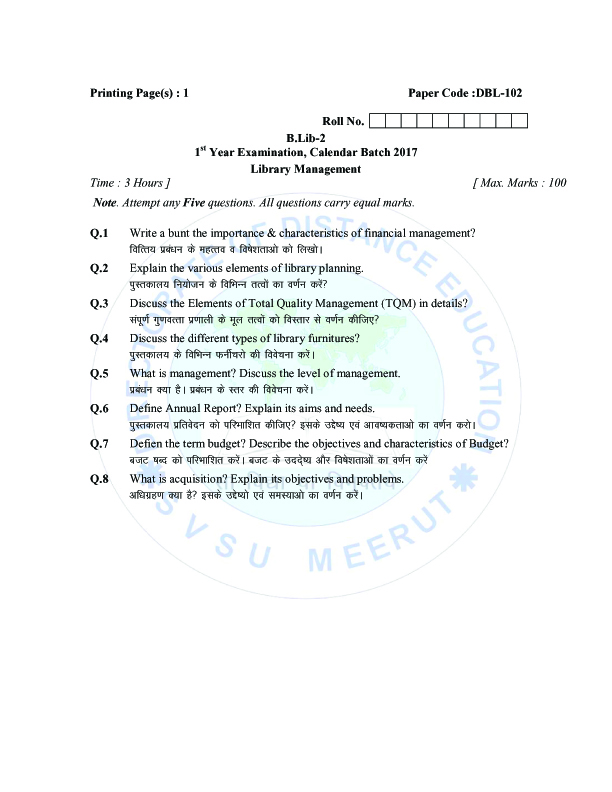 Printing Page(s) : 1 Paper Code :DBL-102
Roll No.
B.Lib-2
1st Year Examination, Calendar Batch 2017
Library Management
Time : 3 Hours ] [ Max. Marks : 100
Note. Attempt any Five questions. All questions carry equal marks.
Q.1 Write a bunt the importance & characteristics of financial management?
वित्तिय प्रबंधन के महत्तव व विषेशताओ को लिखो।
Q.2 Explain the various elements of library planning.
पुस्तकालय नियोजन के विभिन्न तत्वों का वर्णन करें?
Q.3 Discuss the Elements of Total Quality Management (TQM) in details?
संपूर्ण गुणवत्ता प्रणाली के मूल तत्वों को विस्तार से वर्णन कीजिए?
Q.4 Discuss the different types of library furnitures?
पुस्तकालय के विभिन्न फर्नीचरो की विवेचना करें।
Q.5 What is management? Discuss the level of management.
प्रबंधन क्या है। प्रबंधन के स्तर की विवेचना करें।
Q.6 Define Annual Report? Explain its aims and needs.
पुस्तकालय प्रतिवेदन को परिभाशित कीजिए? इसके उद्देष्य एवं आवष्यकताओ का वर्णन करो।
Q.7 Defien the term budget? Describe the objectives and characteristics of Budget?
बजट षब्द को परिभाशित करें। बजट के उददे्ष्य और विषेशताओं का वर्णन करें
Q.8 What is acquisition? Explain its objectives and problems.
अधिग्रहण क्या है? इसके उद्देष्यो एवं समस्याओ का वर्णन करें।
DIRECTORATE OF DISTANCE EDUCATION
SVSU MEERUT